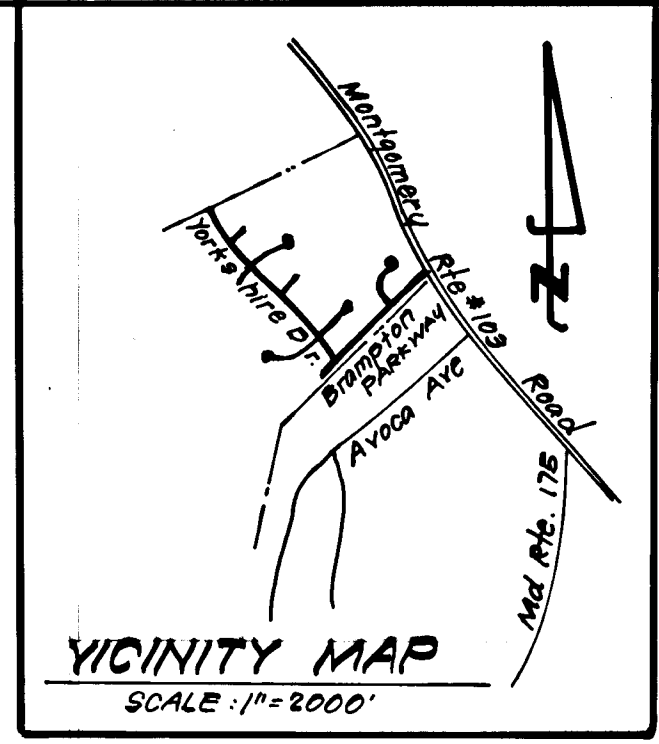 Montgomery
Rte #103
Road
Yorkshire Dr.
Brampton
PARKWAY
Avoca Ave
Md Rte. 175
N
VICINITY MAP
SCALE: 1"=2000'